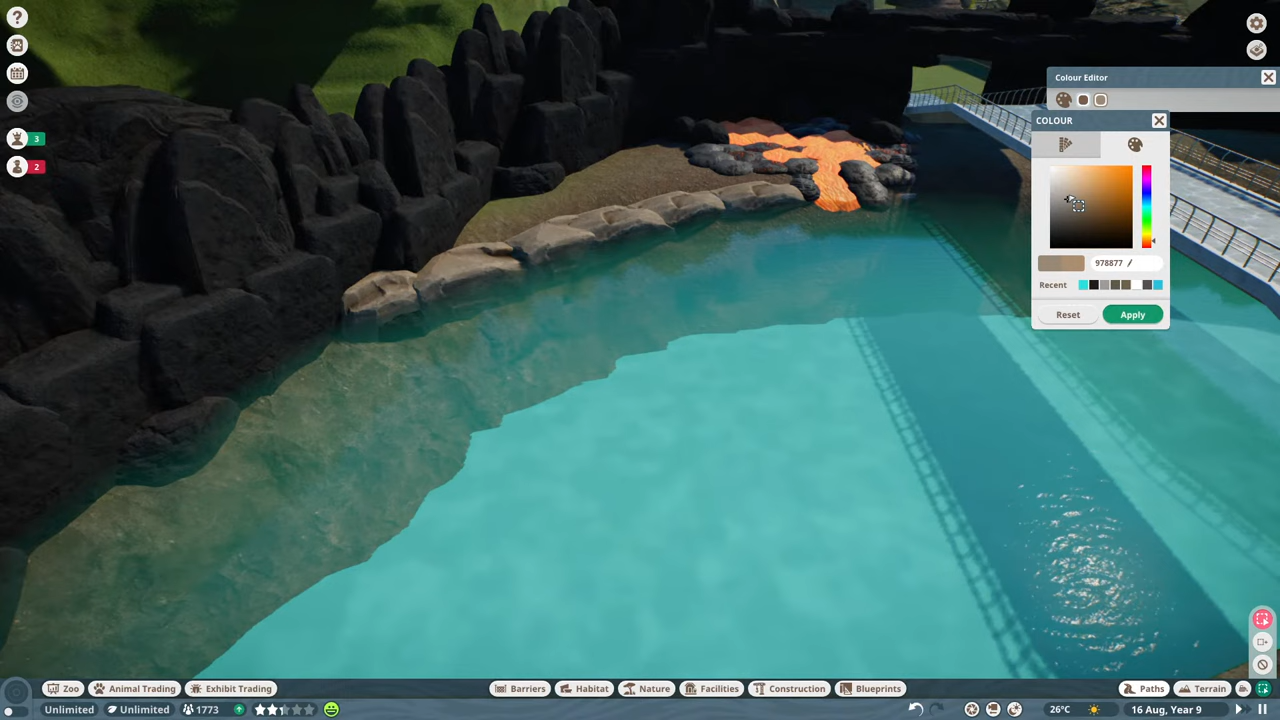 ?
3
2
Colour Editor
COLOUR
978877
Recent
Reset
Apply
Zoo
Animal Trading
Exhibit Trading
Barriers
Habitat
Nature
Facilities
Construction
Blueprints
Paths
Terrain
Unlimited
Unlimited
1773
26°C
16 Aug, Year 9